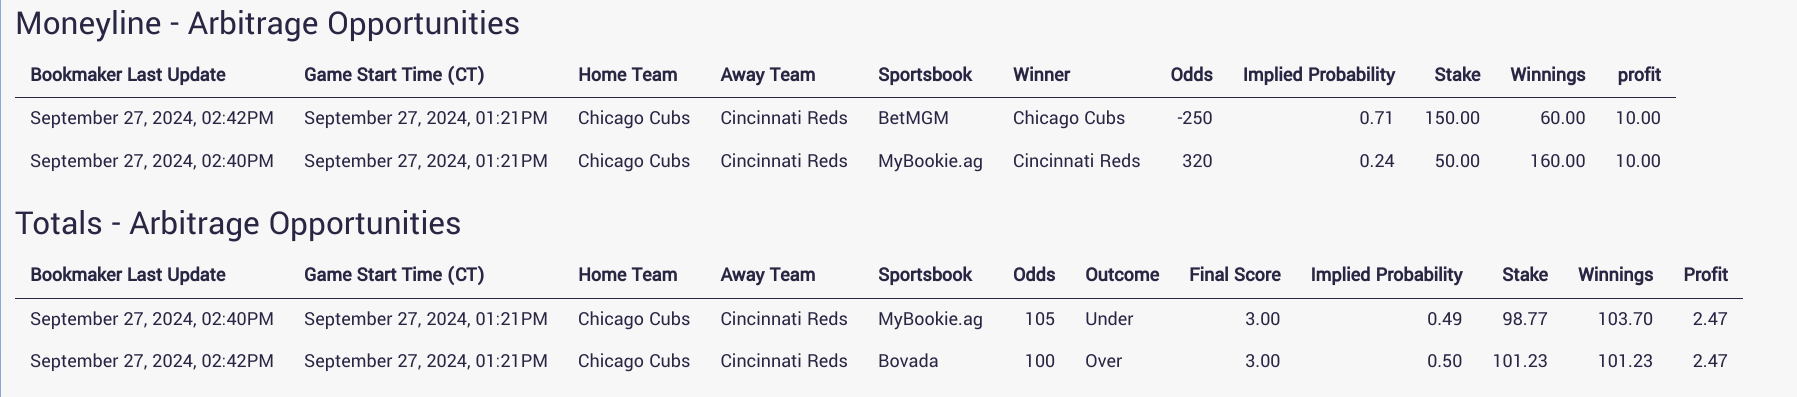 Moneyline - Arbitrage Opportunities
Bookmaker Last Update Game Start Time (CT) Home Team Away Team Sportsbook Winner Odds Implied Probability Stake Winnings profit
September 27, 2024, 02:42PM September 27, 2024, 01:21PM Chicago Cubs Cincinnati Reds BetMGM Chicago Cubs -250 0.71 150.00 60.00 10.00
September 27, 2024, 02:40PM September 27, 2024, 01:21PM Chicago Cubs Cincinnati Reds MyBookie.ag Cincinnati Reds 320 0.24 50.00 160.00 10.00
Totals - Arbitrage Opportunities
Bookmaker Last Update Game Start Time (CT) Home Team Away Team Sportsbook Odds Outcome Final Score Implied Probability Stake Winnings Profit
September 27, 2024, 02:40PM September 27, 2024, 01:21PM Chicago Cubs Cincinnati Reds MyBookie.ag 105 Under 3.00 0.49 98.77 103.70 2.47
September 27, 2024, 02:42PM September 27, 2024, 01:21PM Chicago Cubs Cincinnati Reds Bovada 100 Over 3.00 0.50 101.23 101.23 2.47